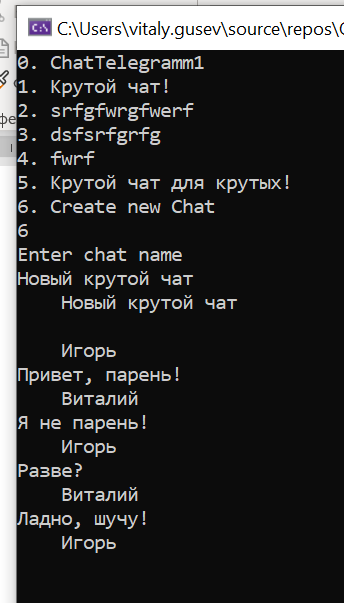 C:\Users\vitaly.gusev\source\repos\
0. ChatTelegramm1
1. Крутой чат!
2. srfgfwrgfwerf
3. dsfsrfgrfg
4. fwrf
5. Крутой чат для крутых!
6. Create new Chat
6
Enter chat name
Новый крутой чат
Новый крутой чат
Игорь
Привет, парень!
Виталий
Я не парень!
Игорь
Разве?
Виталий
Ладно, шучу!
Игорь